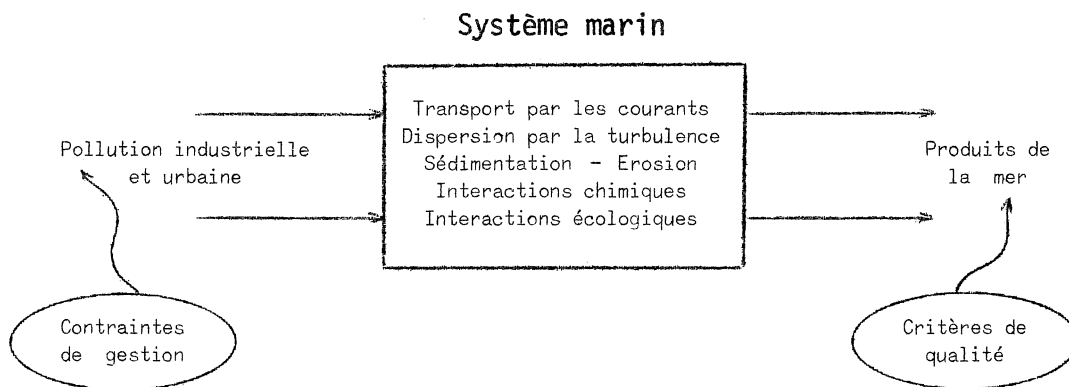 Système marin
Transport par les courants
Dispersion par la turbulence
Sédimentation - Erosion
Interactions chimiques
Interactions écologiques
Pollution industrielle
et urbaine
Produits de
la mer
Contraintes
de gestion
Critères de
qualité